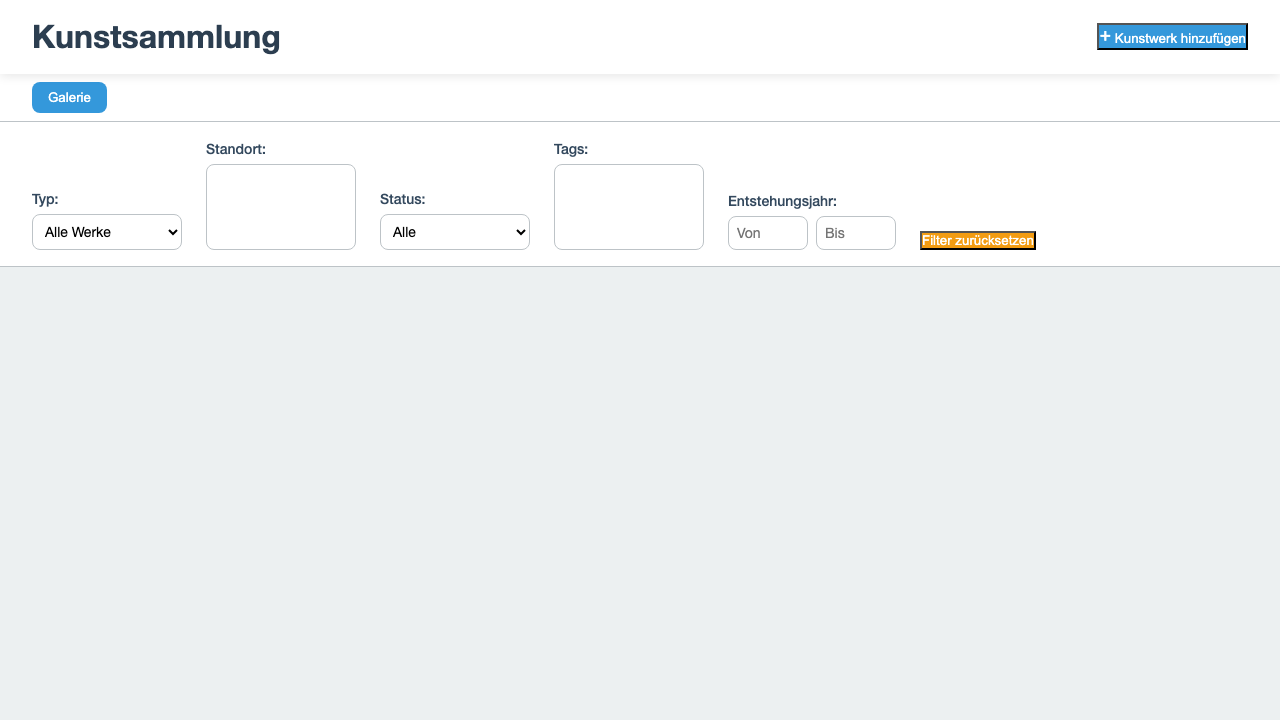 Kunstsammlung
+ Kunstwerk hinzufügen
Galerie
Typ:
Alle Werke
Standort:
Status:
Alle
Tags:
Entstehungsjahr:
Von
Bis
Filter zurücksetzen